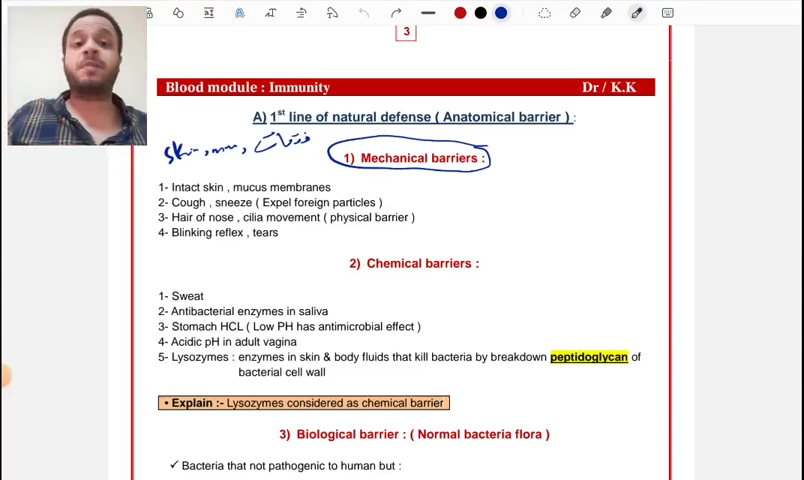 3
Blood module : Immunity Dr / K.K
A) 1st line of natural defense ( Anatomical barrier ) :
skin,
1) Mechanical barriers :
1- Intact skin , mucus membranes
2- Cough , sneeze ( Expel foreign particles )
3- Hair of nose , cilia movement ( physical barrier )
4- Blinking reflex , tears
2) Chemical barriers :
1- Sweat
2- Antibacterial enzymes in saliva
3- Stomach HCL ( Low PH has antimicrobial effect )
4- Acidic pH in adult vagina
5- Lysozymes : enzymes in skin & body fluids that kill bacteria by breakdown peptidoglycan of
bacterial cell wall
• Explain :- Lysozymes considered as chemical barrier
3) Biological barrier : ( Normal bacteria flora )
✓ Bacteria that not pathogenic to human but :